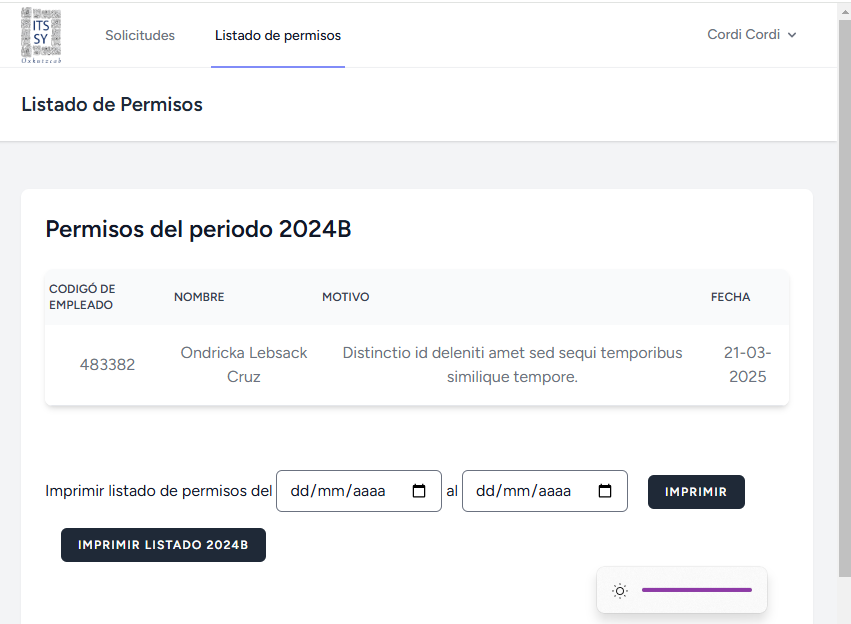 ITS
SY
Oxkutzcab
Solicitudes
Listado de permisos
Cordi Cordi
Listado de Permisos
Permisos del periodo 2024B
CODIGÓ DE
EMPLEADO
NOMBRE
MOTIVO
FECHA
483382
Ondricka Lebsack
Cruz
Distinctio id deleniti amet sed sequi temporibus
similique tempore.
21-03-
2025
Imprimir listado de permisos del dd/mm/aaaa al dd/mm/aaaa IMPRIMIR
IMPRIMIR LISTADO 2024B